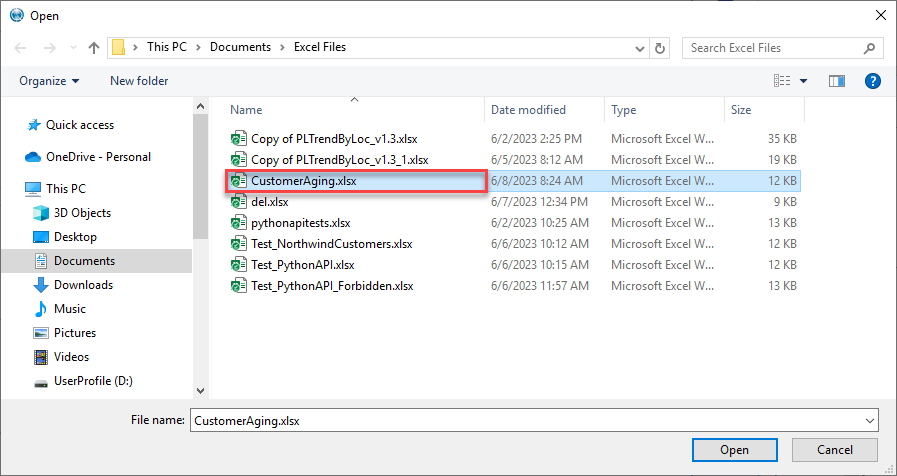 Open
This PC > Documents > Excel Files
Search Excel Files
Organize
New folder
?
Quick access
OneDrive - Personal
This PC
3D Objects
Desktop
Documents
Downloads
Music
Pictures
Videos
UserProfile (D:)
Name Date modified Type Size
Copy of PLTrendByLoc_v1.3.xlsx 6/2/2023 2:25 PM Microsoft Excel W... 35 KB
Copy of PLTrendByLoc_v1.3_1.xlsx 6/5/2023 8:12 AM Microsoft Excel W... 19 KB
CustomerAging.xlsx 6/8/2023 8:24 AM Microsoft Excel W... 12 KB
del.xlsx 6/7/2023 12:34 PM Microsoft Excel W... 9 KB
pythonapitests.xlsx 6/2/2023 10:25 AM Microsoft Excel W... 13 KB
Test_NorthwindCustomers.xlsx 6/6/2023 10:12 AM Microsoft Excel W... 12 KB
Test_PythonAPI.xlsx 6/6/2023 10:15 AM Microsoft Excel W... 12 KB
Test_PythonAPI_Forbidden.xlsx 6/6/2023 11:57 AM Microsoft Excel W... 13 KB
File name: CustomerAging.xlsx
Open
Cancel